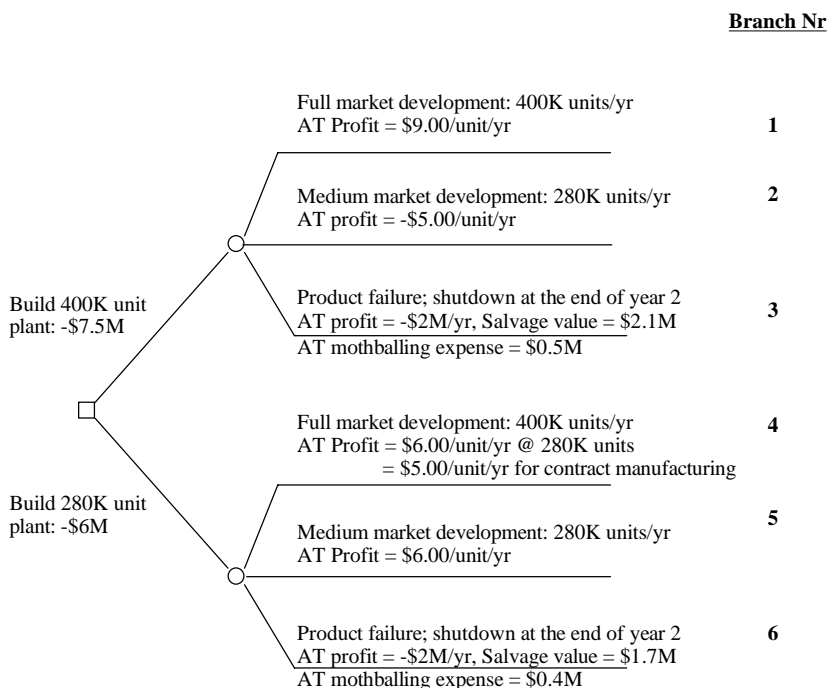 Branch Nr
Full market development: 400K units/yr
AT Profit = $9.00/unit/yr
1
Medium market development: 280K units/yr
AT profit = -$5.00/unit/yr
2
Build 400K unit
plant: -$7.5M
Product failure; shutdown at the end of year 2
AT profit = -$2M/yr, Salvage value = $2.1M
AT mothballing expense = $0.5M
3
Full market development: 400K units/yr
AT Profit = $6.00/unit/yr @ 280K units
= $5.00/unit/yr for contract manufacturing
4
Build 280K unit
plant: -$6M
Medium market development: 280K units/yr
AT Profit = $6.00/unit/yr
5
Product failure; shutdown at the end of year 2
AT profit = -$2M/yr, Salvage value = $1.7M
AT mothballing expense = $0.4M
6